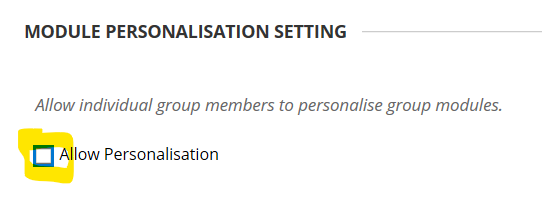 MODULE PERSONALISATION SETTING
Allow individual group members to personalise group modules.
Allow Personalisation